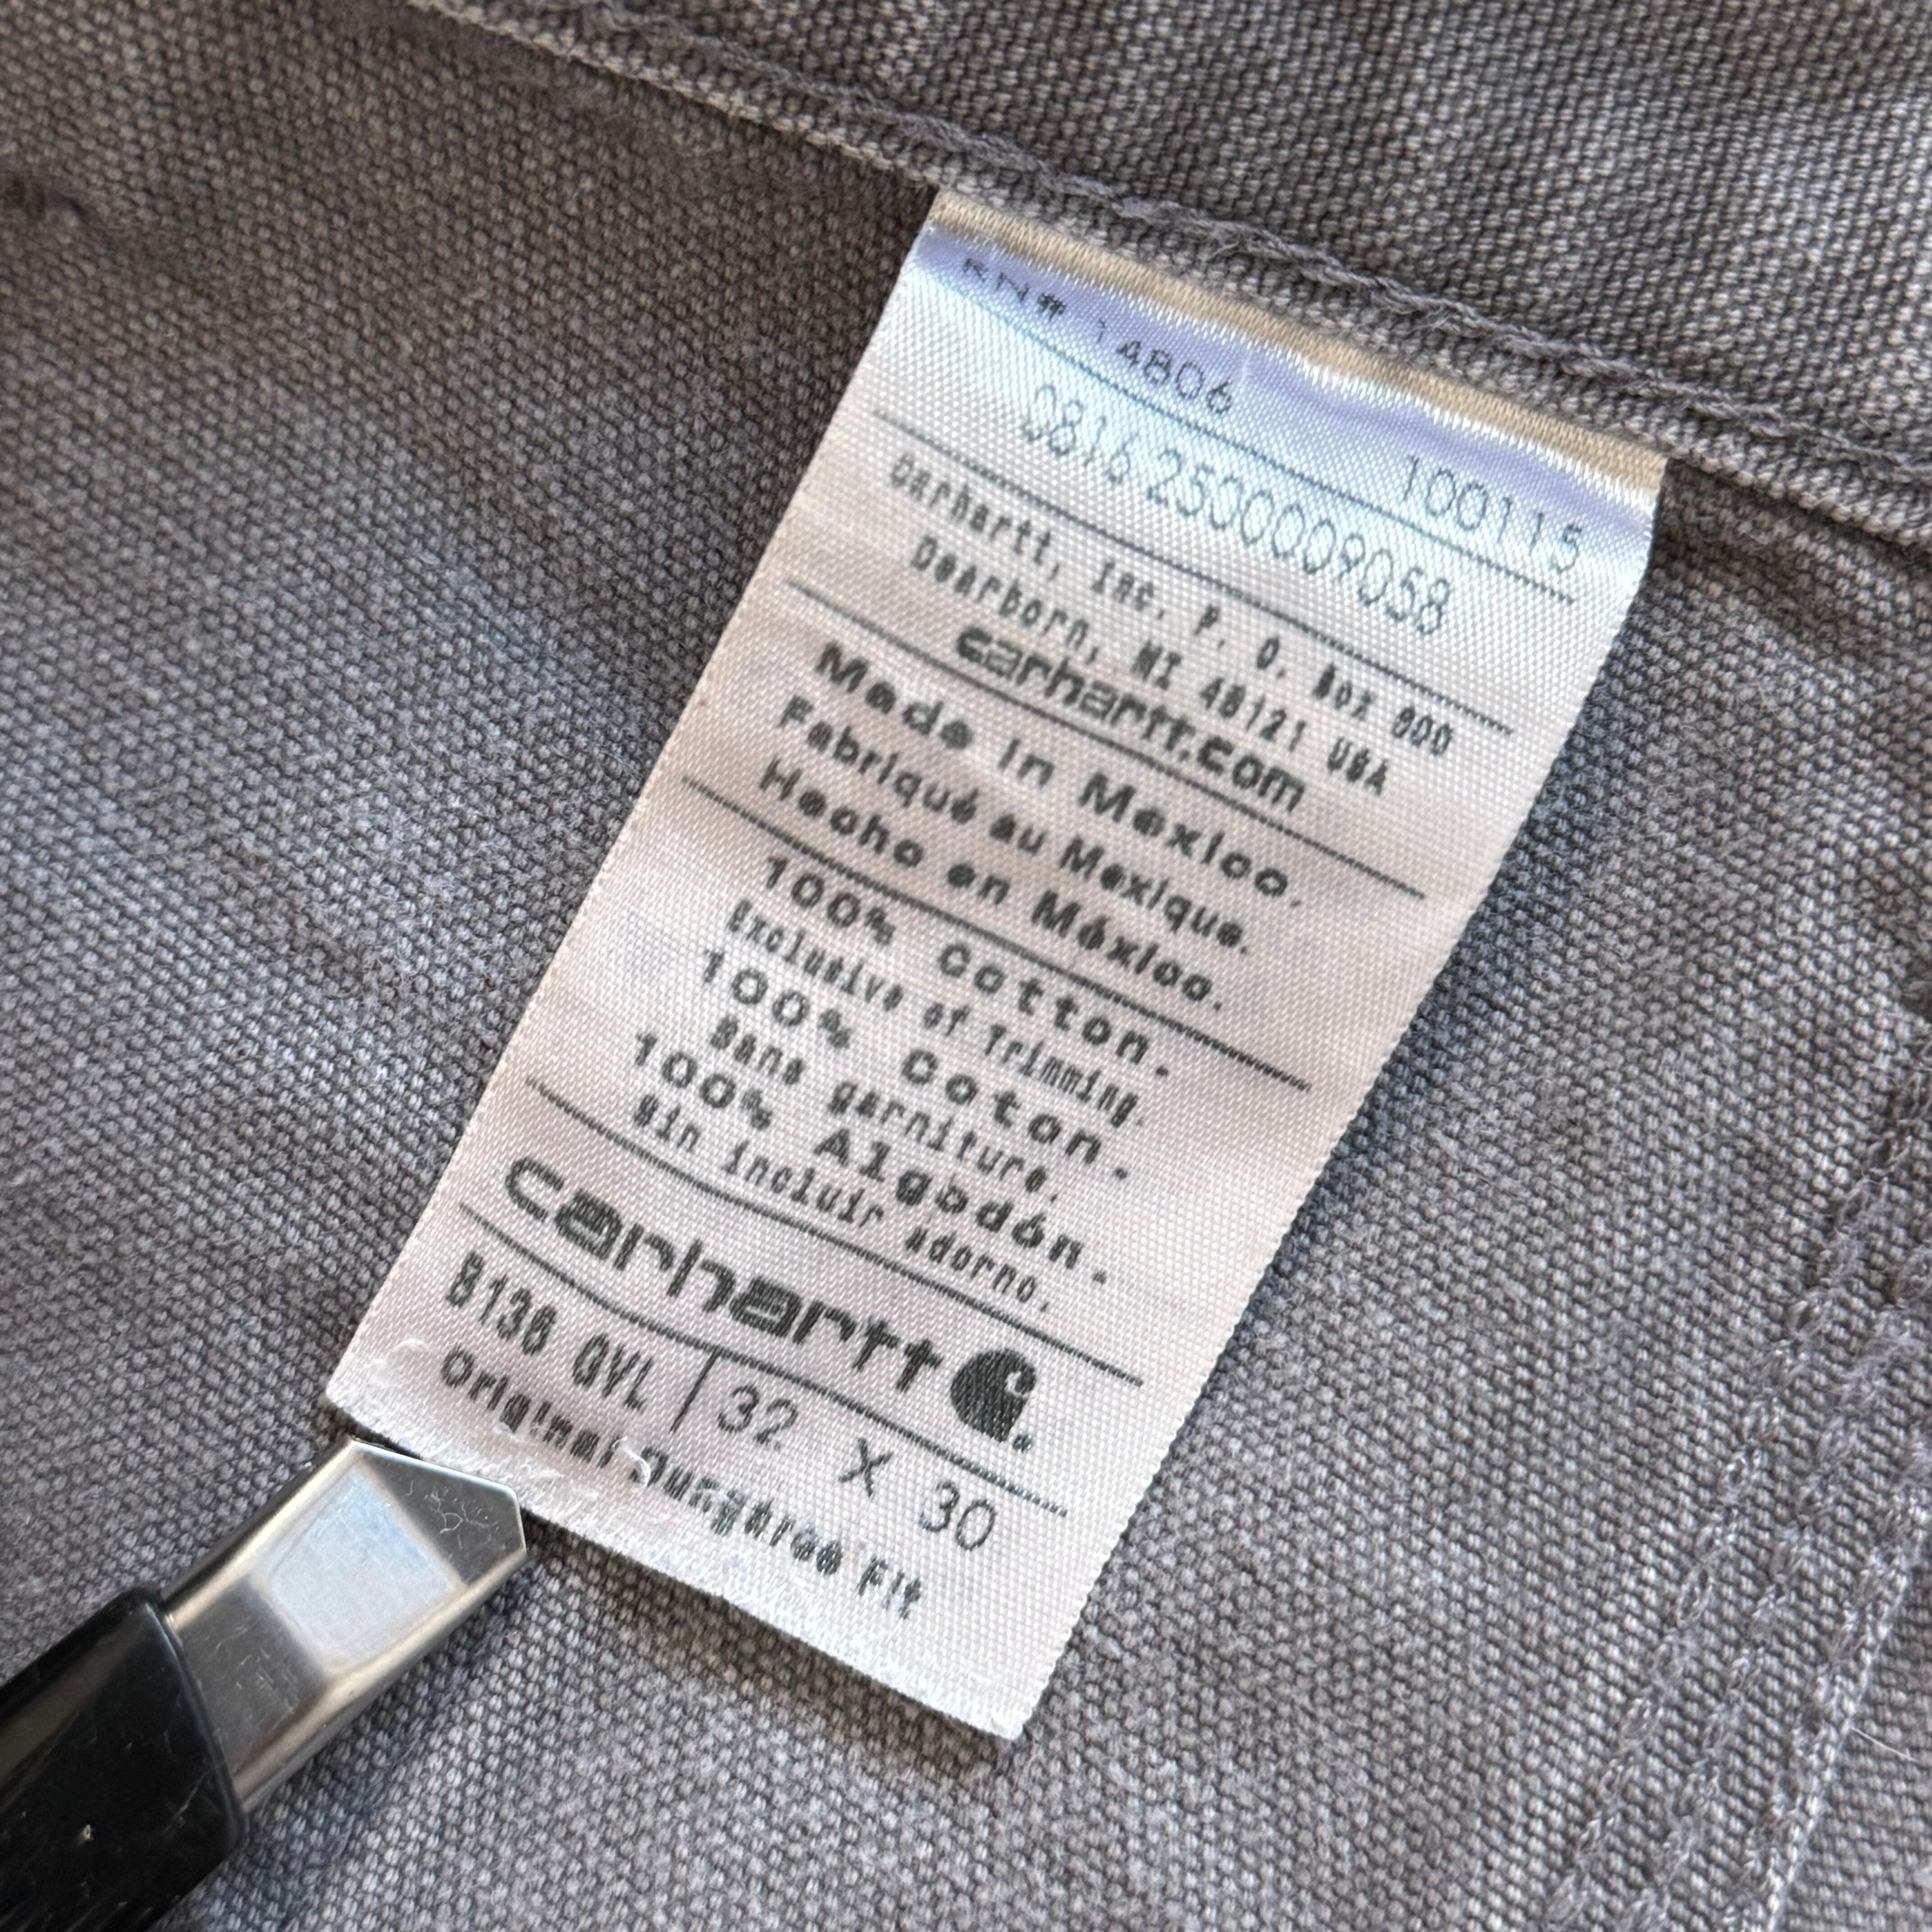 RN# 14806 100115
0816 2500009058
Carhartt, Inc. P. O. Box 600
Dearborn, MI 48121 USA
carhartt.com
Made in Mexico.
Fabriqué au Mexique.
Hecho en México.
100% Cotton.
Exclusive of Trimming.
100% Coton.
Sans garniture.
100% Algodón.
Sin incluír adorno.
carhartt
B136 GVL 32 X 30
Original Dungaree Fit